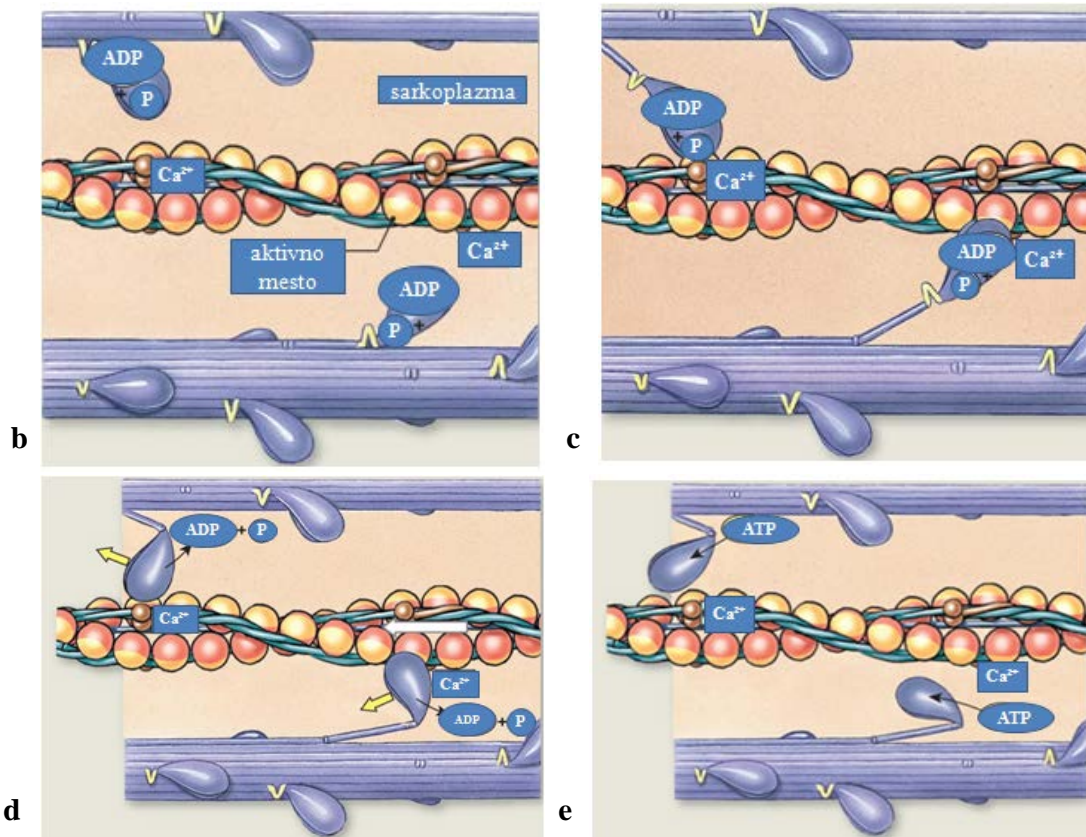 ADP
+
P
sarkoplazma
Ca²⁺
aktivno
mesto
Ca²⁺
ADP
P
+
b
ADP
+
P
Ca²⁺
ADP
Ca²⁺
P
+
c
ADP + P
Ca²⁺
Ca²⁺
ADP + P
d
ATP
Ca²⁺
Ca²⁺
ATP
e